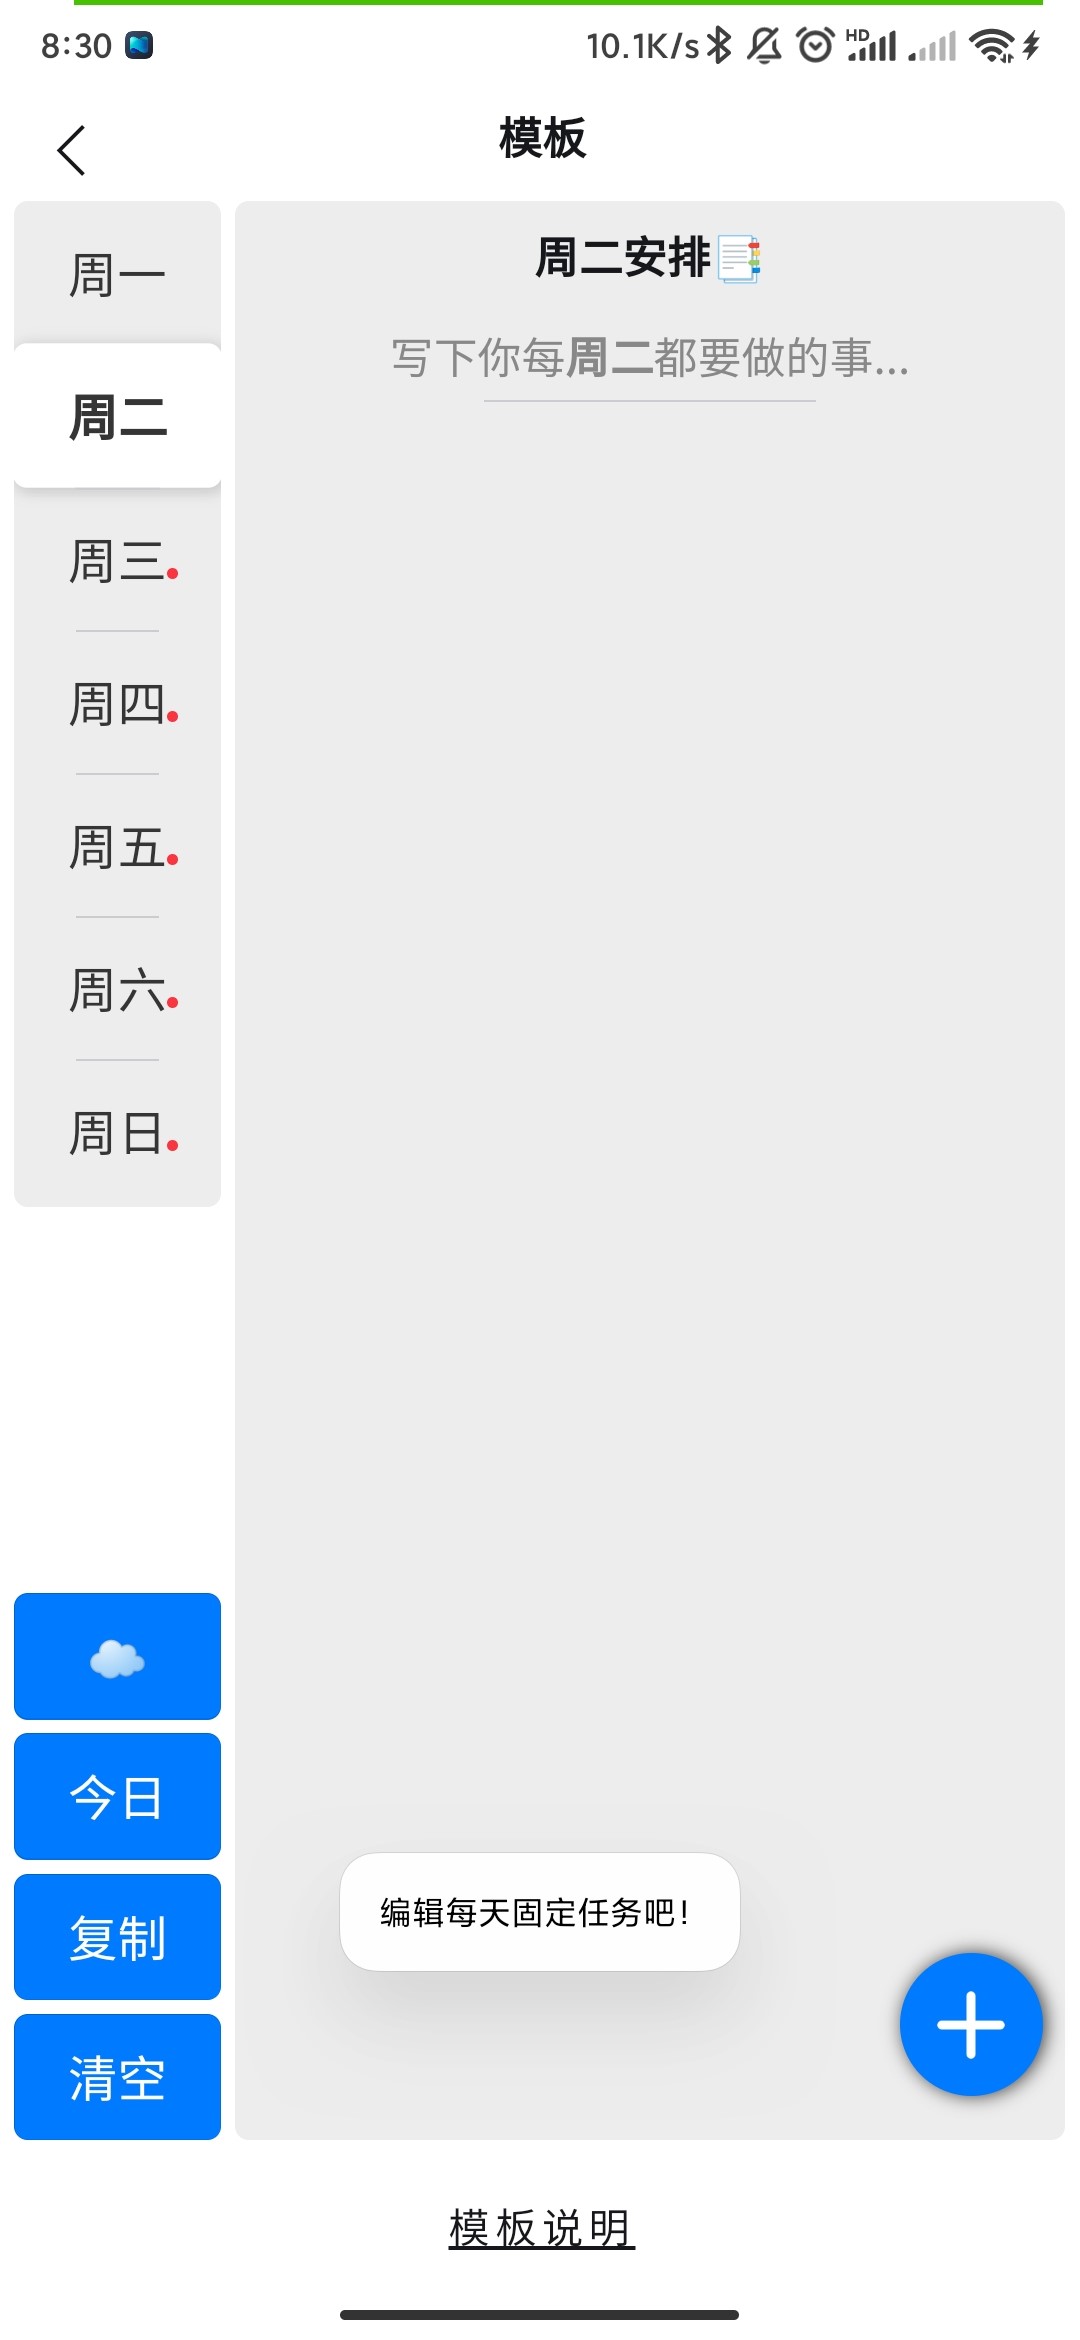 8:30 10.1K/s HD
模板
周一
周二
周三
周四
周五
周六
周日
周二安排
写下你每周二都要做的事...
今日
复制
清空
编辑每天固定任务吧!
模板说明